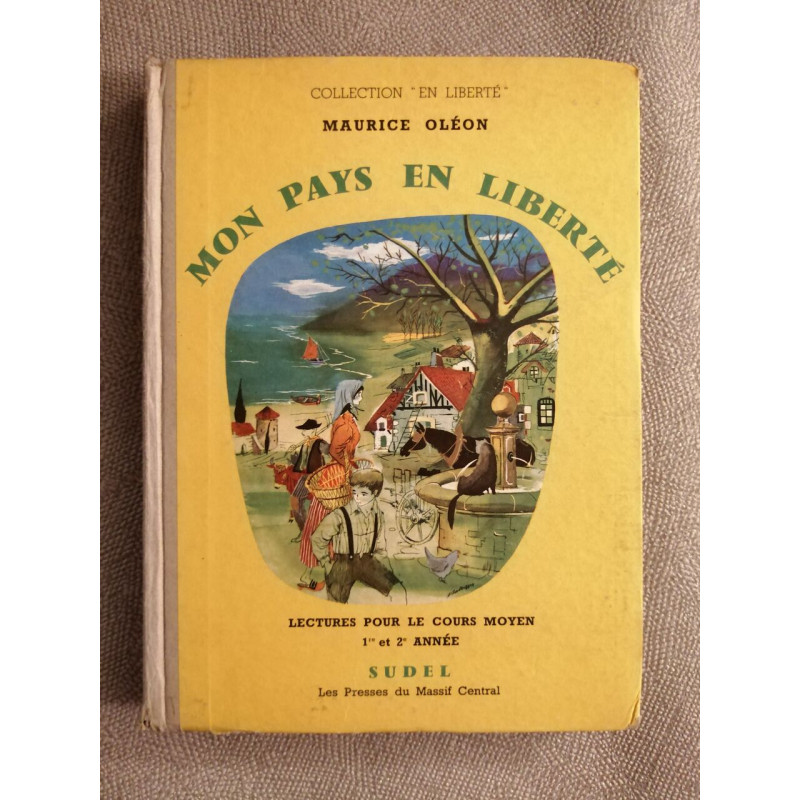 COLLECTION "EN LIBERTÉ"
MAURICE OLÉON
MON PAYS EN LIBERTÉ
LECTURES POUR LE COURS MOYEN
1re et 2e ANNÉE
SUDEL
Les Presses du Massif Central